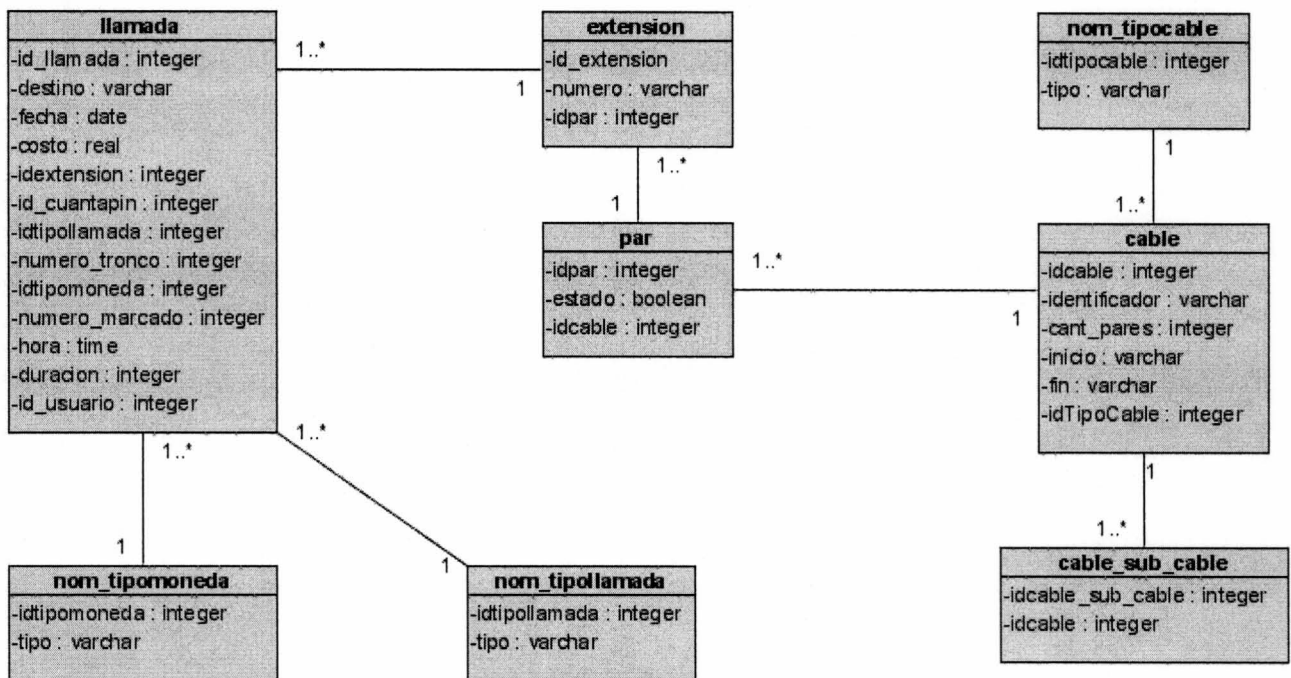 llamada
-id_llamada : integer
-destino : varchar
-fecha : date
-costo : real
-idextension : integer
-id_cuantapin : integer
-idtipollamada : integer
-numero_tronco : integer
-idtipomoneda : integer
-numero_marcado : integer
-hora : time
-duracion : integer
-id_usuario : integer
1..*
1
extension
-id_extension
-numero : varchar
-idpar : integer
1..*
1
par
-idpar : integer
-estado : boolean
-idcable : integer
1..*
1
nom_tipocable
-idtipocable : integer
-tipo : varchar
1
1..*
cable
-idcable : integer
-identificador : varchar
-cant_pares : integer
-inicio : varchar
-fin : varchar
-idTipoCable : integer
1
1..*
cable_sub_cable
-idcable_sub_cable : integer
-idcable : integer
1..*
1
nom_tipomoneda
-idtipomoneda : integer
-tipo : varchar
1..*
1
nom_tipollamada
-idtipollamada : integer
-tipo : varchar